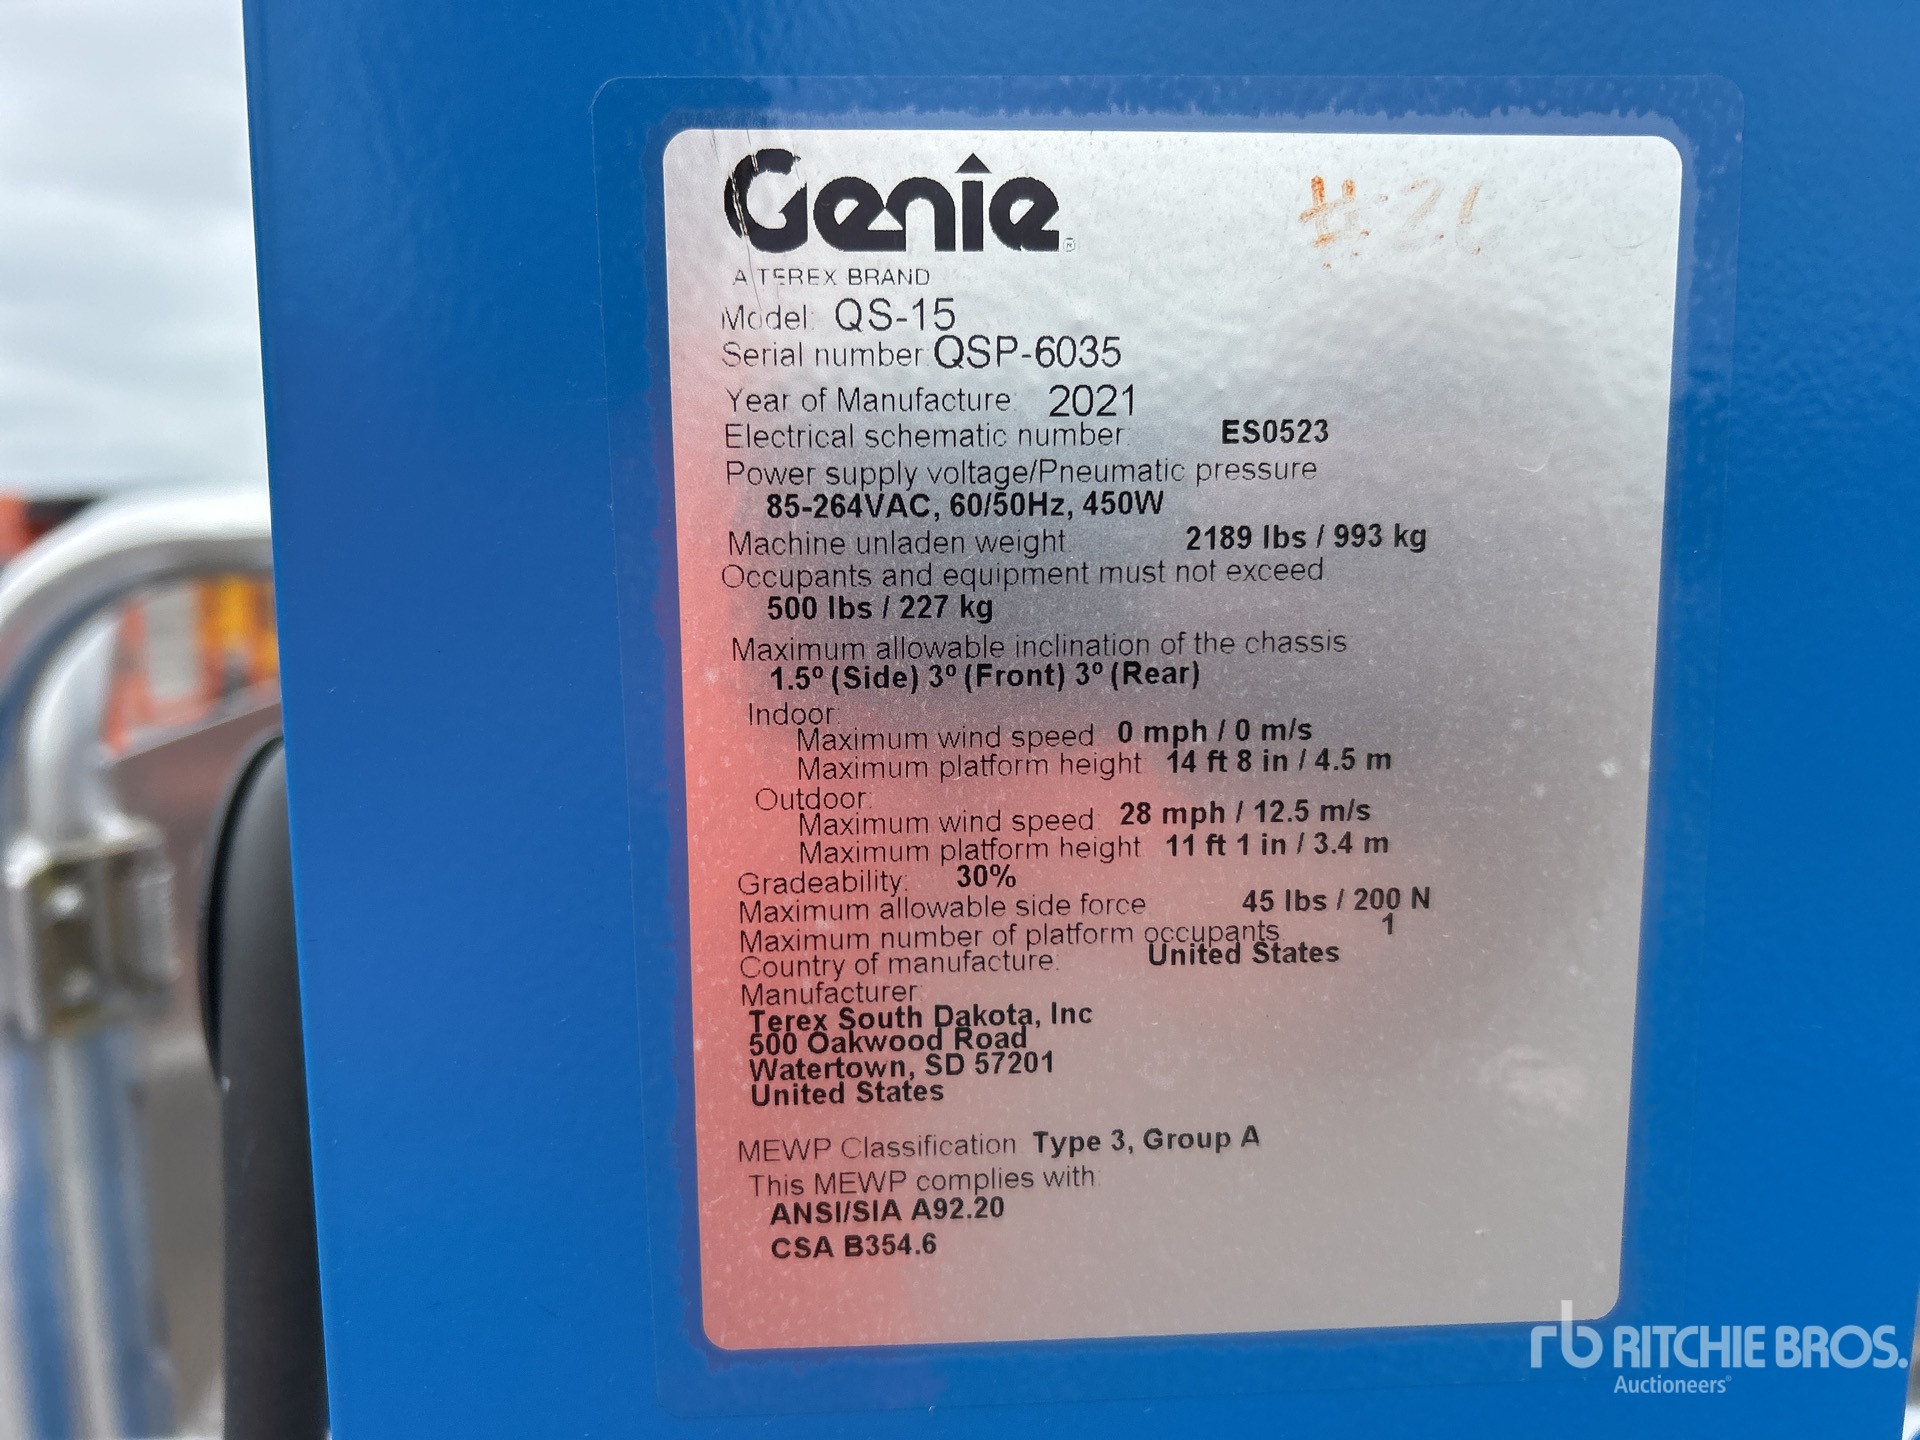 Genie®
A TEREX BRAND
Model: QS-15
Serial number: QSP-6035
Year of Manufacture: 2021
Electrical schematic number: ES0523
Power supply voltage/Pneumatic pressure
85-264VAC, 60/50Hz, 450W
Machine unladen weight 2189 lbs / 993 kg
Occupants and equipment must not exceed
500 lbs / 227 kg
Maximum allowable inclination of the chassis
1.5º (Side) 3º (Front) 3º (Rear)
Indoor:
Maximum wind speed 0 mph / 0 m/s
Maximum platform height 14 ft 8 in / 4.5 m
Outdoor:
Maximum wind speed 28 mph / 12.5 m/s
Maximum platform height 11 ft 1 in / 3.4 m
Gradeability: 30%
Maximum allowable side force 45 lbs / 200 N
Maximum number of platform occupants 1
Country of manufacture: United States
Manufacturer
Terex South Dakota, Inc
500 Oakwood Road
Watertown, SD 57201
United States
MEWP Classification Type 3, Group A
This MEWP complies with:
ANSI/SIA A92.20
CSA B354.6
rb RITCHIE BROS.
Auctioneers®